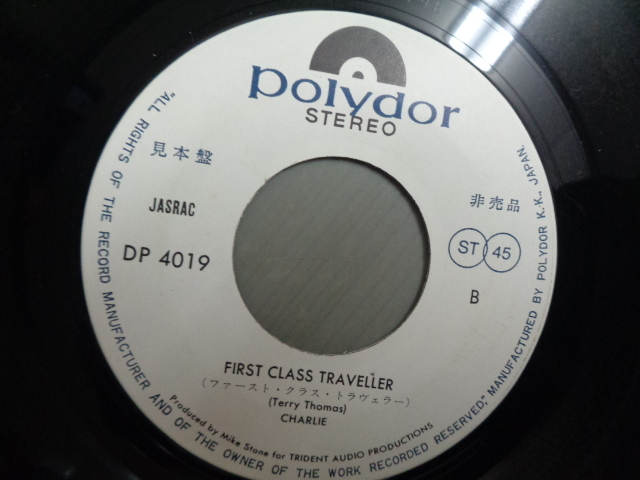 polydor
STEREO
見本盤
非売品
JASRAC
ST 45
DP 4019
B
FIRST CLASS TRAVELLER
(ファースト・クラス・トラヴェラー)
(Terry Thomas)
CHARLIE
Produced by Mike Stone for TRIDENT AUDIO PRODUCTIONS
"ALL RIGHTS OF THE RECORD MANUFACTURER AND OF THE OWNER OF THE WORK RECORDED RESERVED," MANUFACTURED BY POLYDOR K.K., JAPAN.